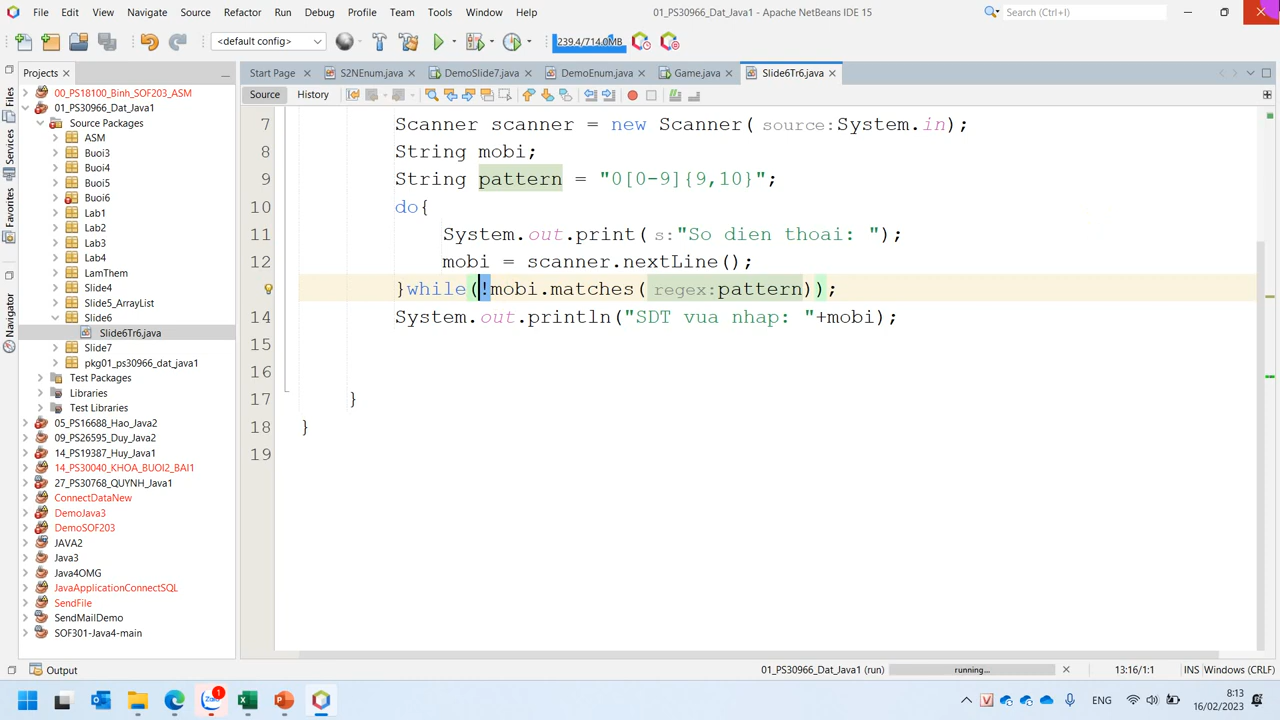 File Edit View Navigate Source Refactor Run Debug Profile Team Tools Window Help 01_PS30966_Dat_Java1 - Apache NetBeans IDE 15 Search (Ctrl+I)
<default config> 239.4/714.0MB
Projects Start Page S2NEnum.java DemoSlide7.java DemoEnum.java Game.java Slide6Tr6.java
Source History
Files
Services
Favorites
Navigator
00_PS18100_Binh_SOF203_ASM
01_PS30966_Dat_Java1
Source Packages
ASM
Buoi3
Buoi4
Buoi5
Buoi6
Lab1
Lab2
Lab3
Lab4
LamThem
Slide4
Slide5_ArrayList
Slide6
Slide6Tr6.java
Slide7
pkg01_ps30966_dat_java1
Test Packages
Libraries
Test Libraries
05_PS16688_Hao_Java2
09_PS26595_Duy_Java2
14_PS19387_Huy_Java1
14_PS30040_KHOA_BUOI2_BAI1
27_PS30768_QUYNH_Java1
ConnectDataNew
DemoJava3
DemoSOF203
JAVA2
Java3
Java4OMG
JavaApplicationConnectSQL
SendFile
SendMailDemo
SOF301-Java4-main
7 Scanner scanner = new Scanner(source:System.in);
8 String mobi;
9 String pattern = "0[0-9]{9,10}";
10 do{
11 System.out.print(s:"So dien thoai: ");
12 mobi = scanner.nextLine();
}while(!mobi.matches(regex:pattern));
14 System.out.println("SDT vua nhap: "+mobi);
15
16
17 }
18 }
19
Output 01_PS30966_Dat_Java1 (run) running... 13:16/1:1 INS Windows (CRLF)
Zalo 1 ENG 8:13
16/02/2023